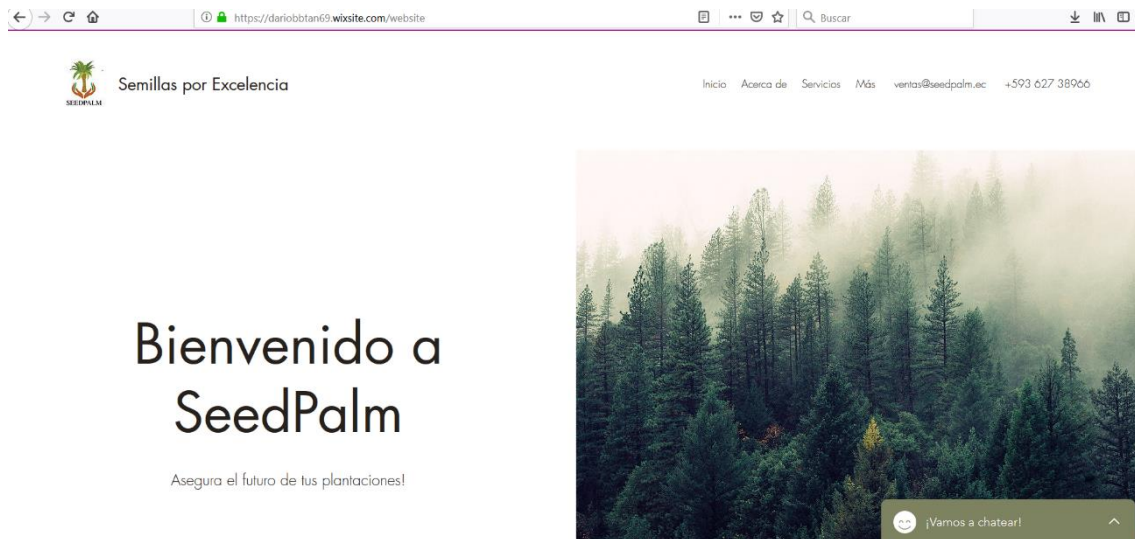 https://dariobbtan69.wixsite.com/website
Buscar
SEEDPALM
Semillas por Excelencia
Inicio Acerca de Servicios Más ventas@seedpalm.ec +593 627 38966
Bienvenido a
SeedPalm
Asegura el futuro de tus plantaciones!
¡Vamos a chatear!